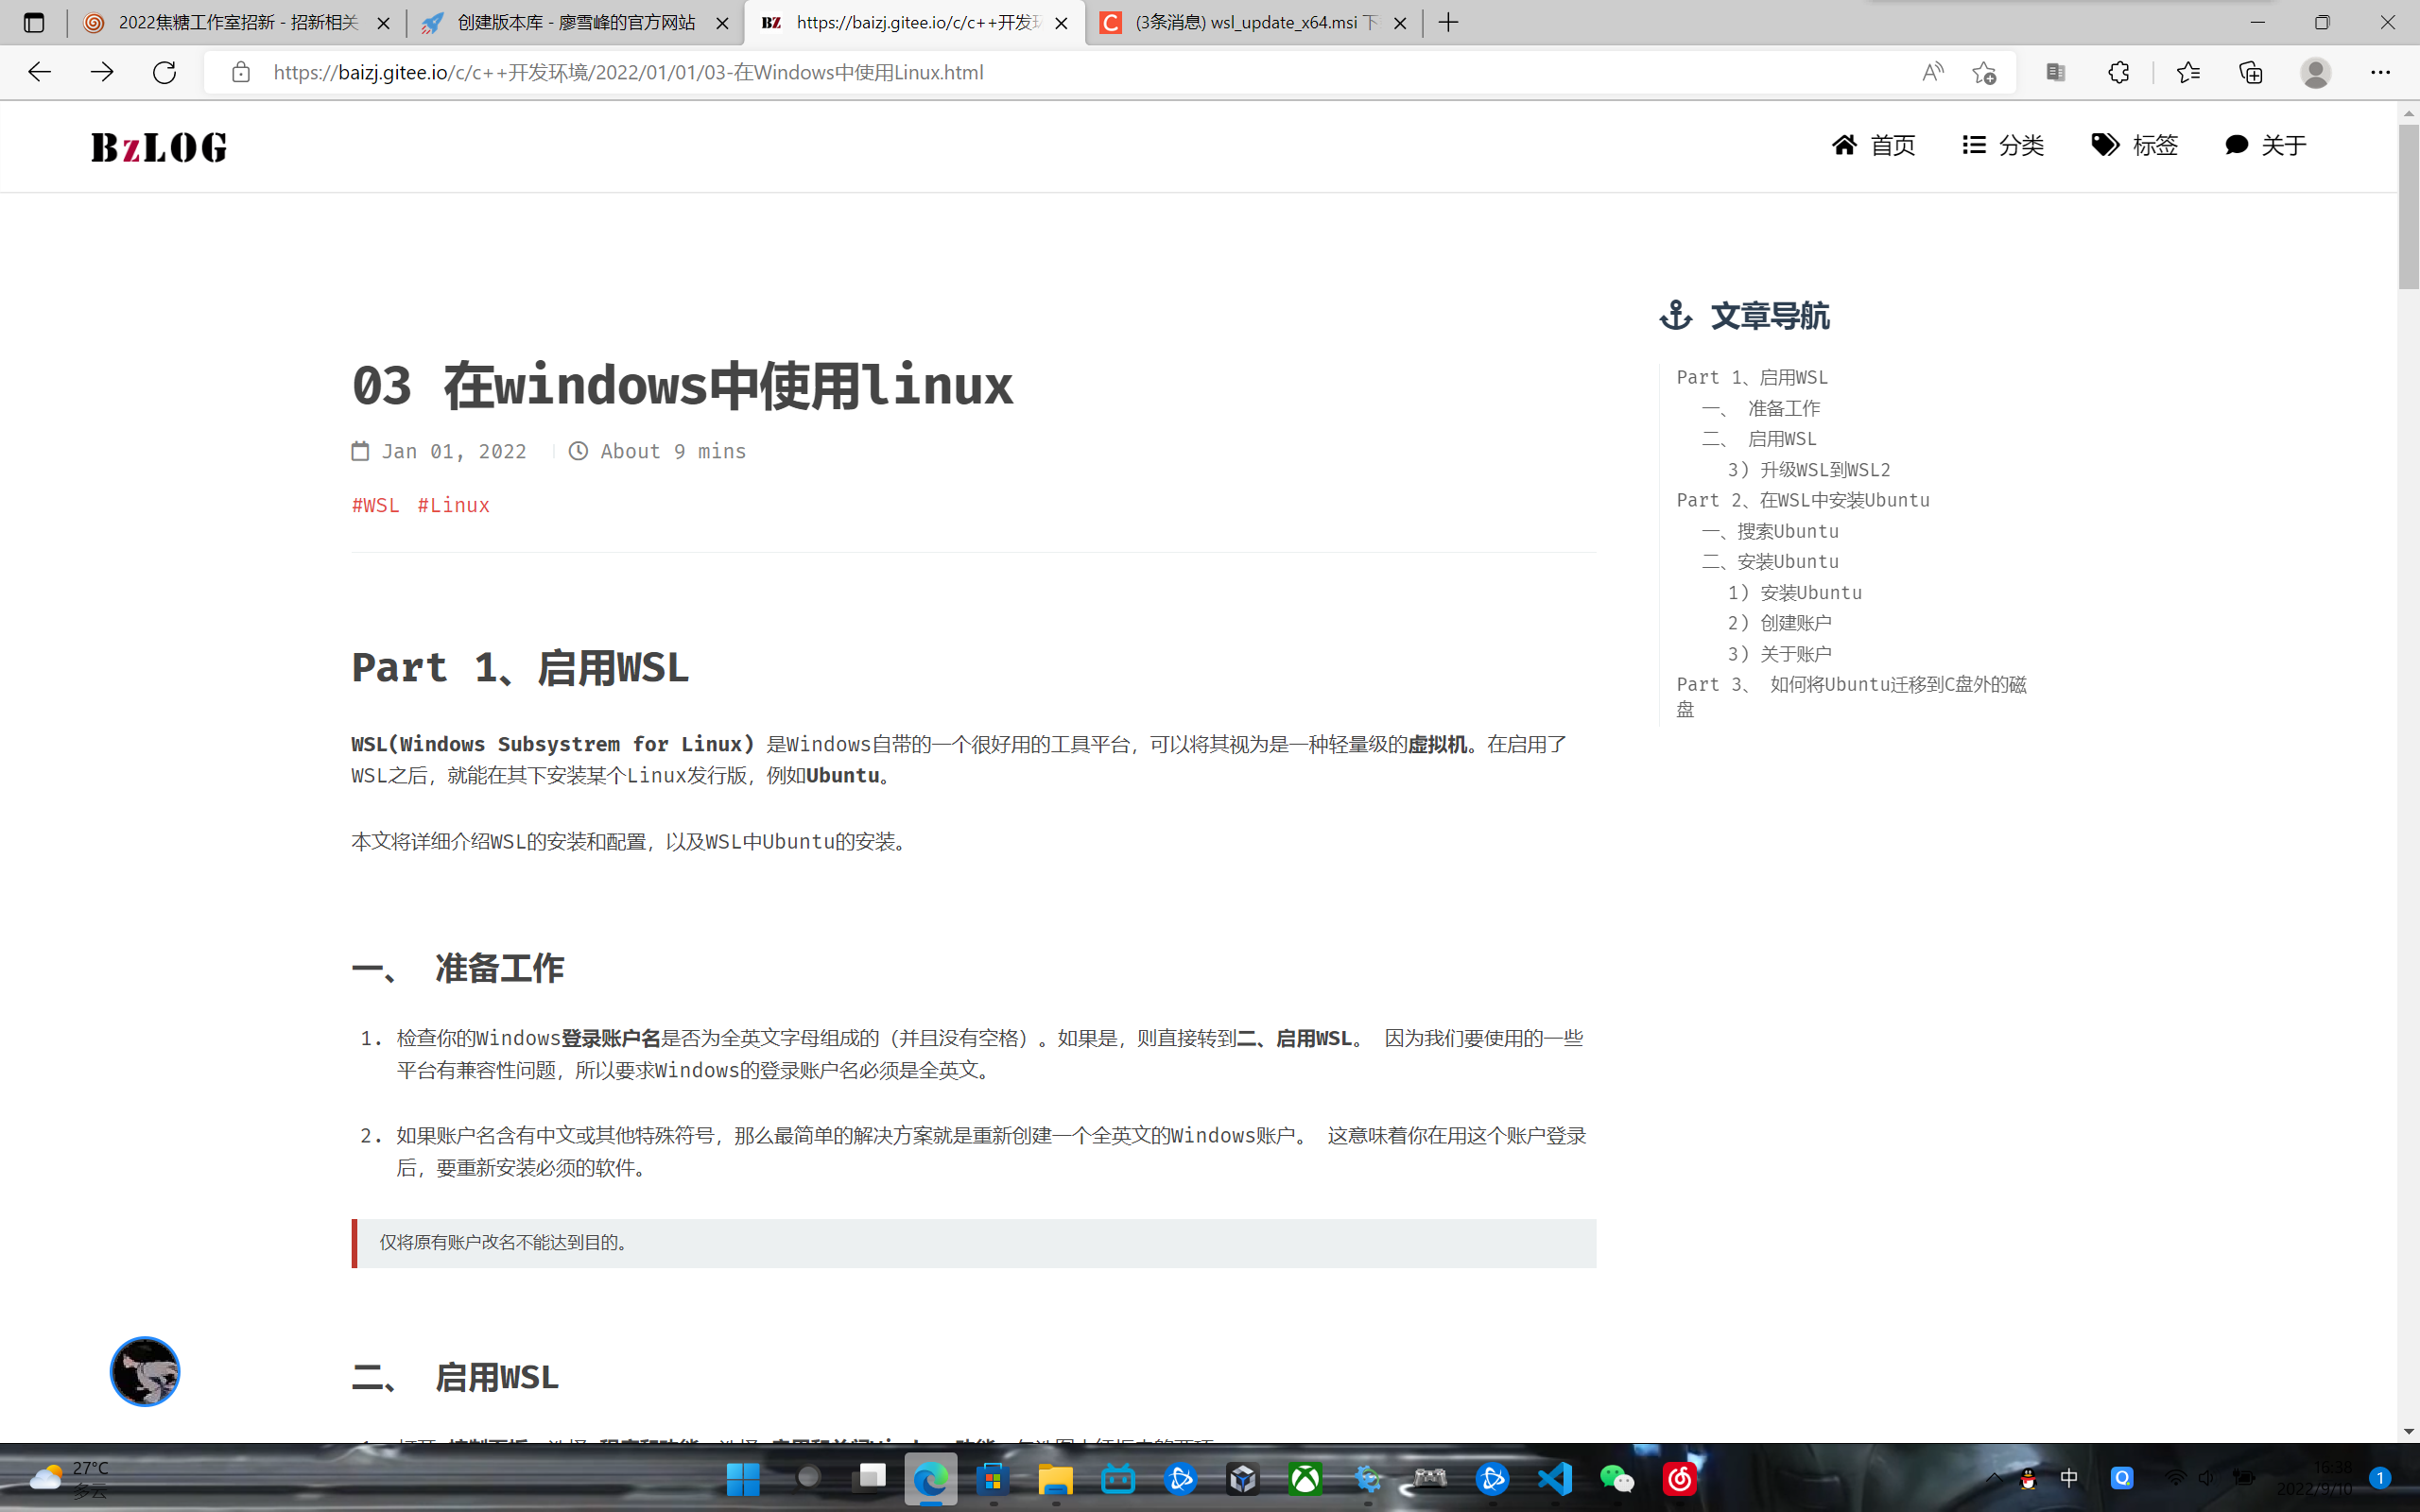 2022焦糖工作室招新 - 招新相关
创建版本库 - 廖雪峰的官方网站
https://baizj.gitee.io/c/c++开发环
(3条消息) wsl_update_x64.msi 下
https://baizj.gitee.io/c/c++开发环境/2022/01/01/03-在Windows中使用Linux.html
BzLOG
首页
分类
标签
关于
03 在windows中使用linux
Jan 01, 2022
About 9 mins
#WSL #Linux
Part 1、启用WSL
WSL(Windows Subsystrem for Linux) 是Windows自带的一个很好用的工具平台，可以将其视为是一种轻量级的虚拟机。在启用了
WSL之后，就能在其下安装某个Linux发行版，例如Ubuntu。
本文将详细介绍WSL的安装和配置，以及WSL中Ubuntu的安装。
一、 准备工作
1. 检查你的Windows登录账户名是否为全英文字母组成的（并且没有空格）。如果是，则直接转到二、启用WSL。 因为我们要使用的一些
平台有兼容性问题，所以要求Windows的登录账户名必须是全英文。
2. 如果账户名含有中文或其他特殊符号，那么最简单的解决方案就是重新创建一个全英文的Windows账户。 这意味着你在用这个账户登录
后，要重新安装必须的软件。
仅将原有账户改名不能达到目的。
二、 启用WSL
文章导航
Part 1、启用WSL
一、 准备工作
二、 启用WSL
3) 升级WSL到WSL2
Part 2、在WSL中安装Ubuntu
一、搜索Ubuntu
二、安装Ubuntu
1) 安装Ubuntu
2) 创建账户
3) 关于账户
Part 3、 如何将Ubuntu迁移到C盘外的磁
盘
27°C
多云
中
16:38
2022/9/10
1